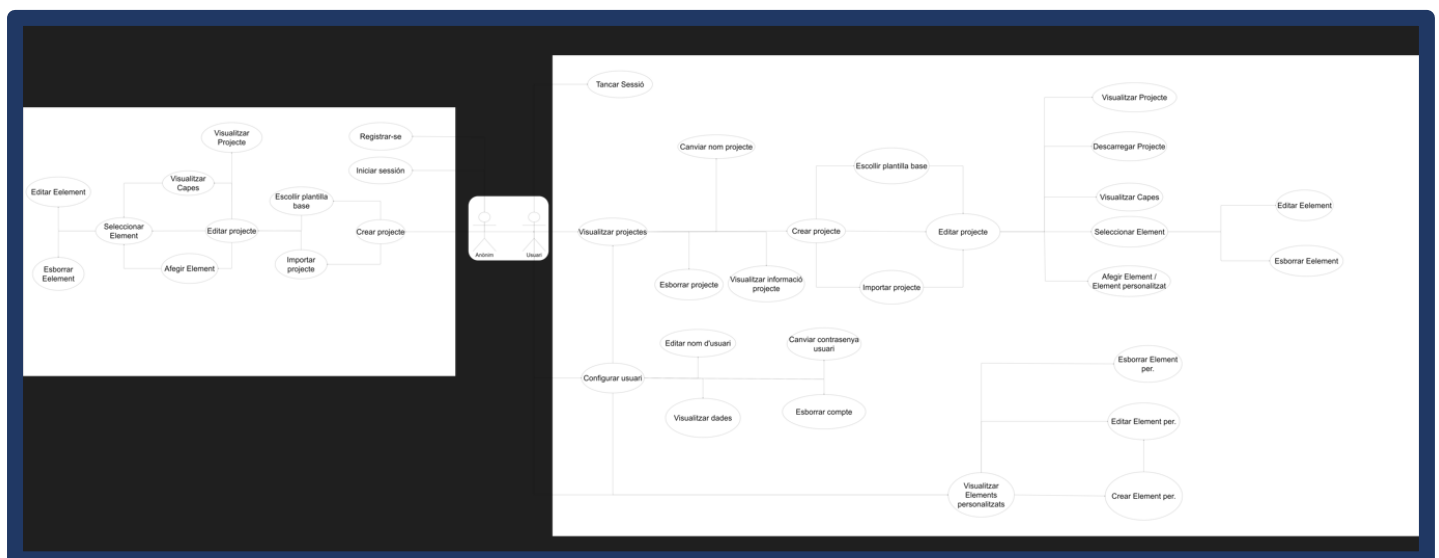 Visualitzar
Projecte
Registrar-se
Iniciar sessión
Visualitzar
Capes
Editar Eelement
Escollir plantilla
base
Seleccionar
Element
Editar projecte
Crear projecte
Importar
projecte
Afegir Element
Esborrar
Eelement
Anònim
Usuari
Tancar Sessió
Canviar nom projecte
Escollir plantilla base
Visualitzar projectes
Crear projecte
Editar projecte
Esborrar projecte
Visualitzar informació
projecte
Importar projecte
Visualitzar Projecte
Descarregar Projecte
Visualitzar Capes
Seleccionar Element
Afegir Element /
Element personalitzat
Editar Eelement
Esborrar Eelement
Editar nom d'usuari
Canviar contrasenya
usuari
Configurar usuari
Visualitzar dades
Esborrar compte
Esborrar Element
per.
Editar Element per.
Visualitzar
Elements
personalitzats
Crear Element per.